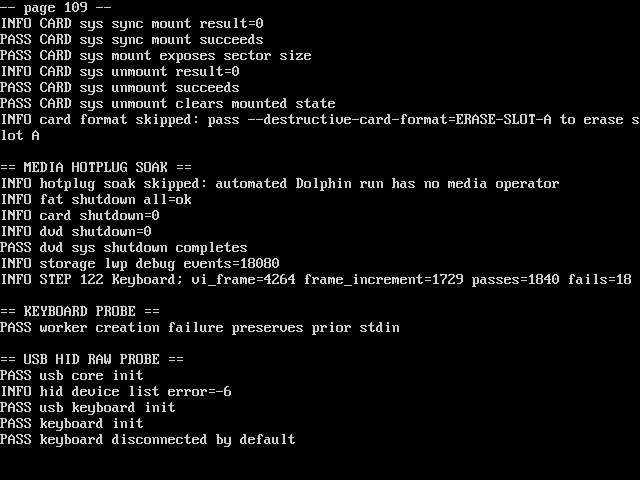 -- page 109 --
INFO CARD sys sync mount result=0
PASS CARD sys sync mount succeeds
PASS CARD sys mount exposes sector size
INFO CARD sys unmount result=0
PASS CARD sys unmount succeeds
PASS CARD sys unmount clears mounted state
INFO card format skipped: pass --destructive-card-format=ERASE-SLOT-A to erase s
lot A
== MEDIA HOTPLUG SOAK ==
INFO hotplug soak skipped: automated Dolphin run has no media operator
INFO fat shutdown all=ok
INFO card shutdown=0
INFO dvd shutdown=0
PASS dvd sys shutdown completes
INFO storage lwp debug events=18080
INFO STEP 122 Keyboard; vi_frame=4264 frame_increment=1729 passes=1840 fails=18
== KEYBOARD PROBE ==
PASS worker creation failure preserves prior stdin
== USB HID RAW PROBE ==
PASS usb core init
INFO hid device list error=-6
PASS usb keyboard init
PASS keyboard init
PASS keyboard disconnected by default